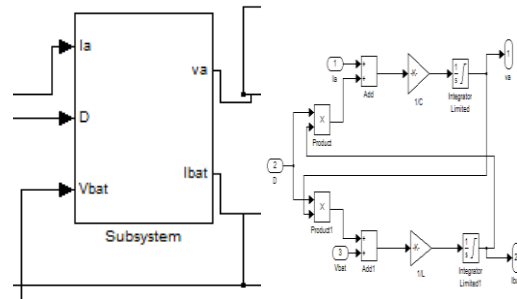 Ia
va
D
Ibat
Vbat
Subsystem
1
Ia
+
+
Add
-K-
1/C
1
s
Integrator
Limited
1
va
X
Product
2
D
X
Product1
3
Vbat
+
+
Add1
-K-
1/L
1
s
Integrator
Limited1
2